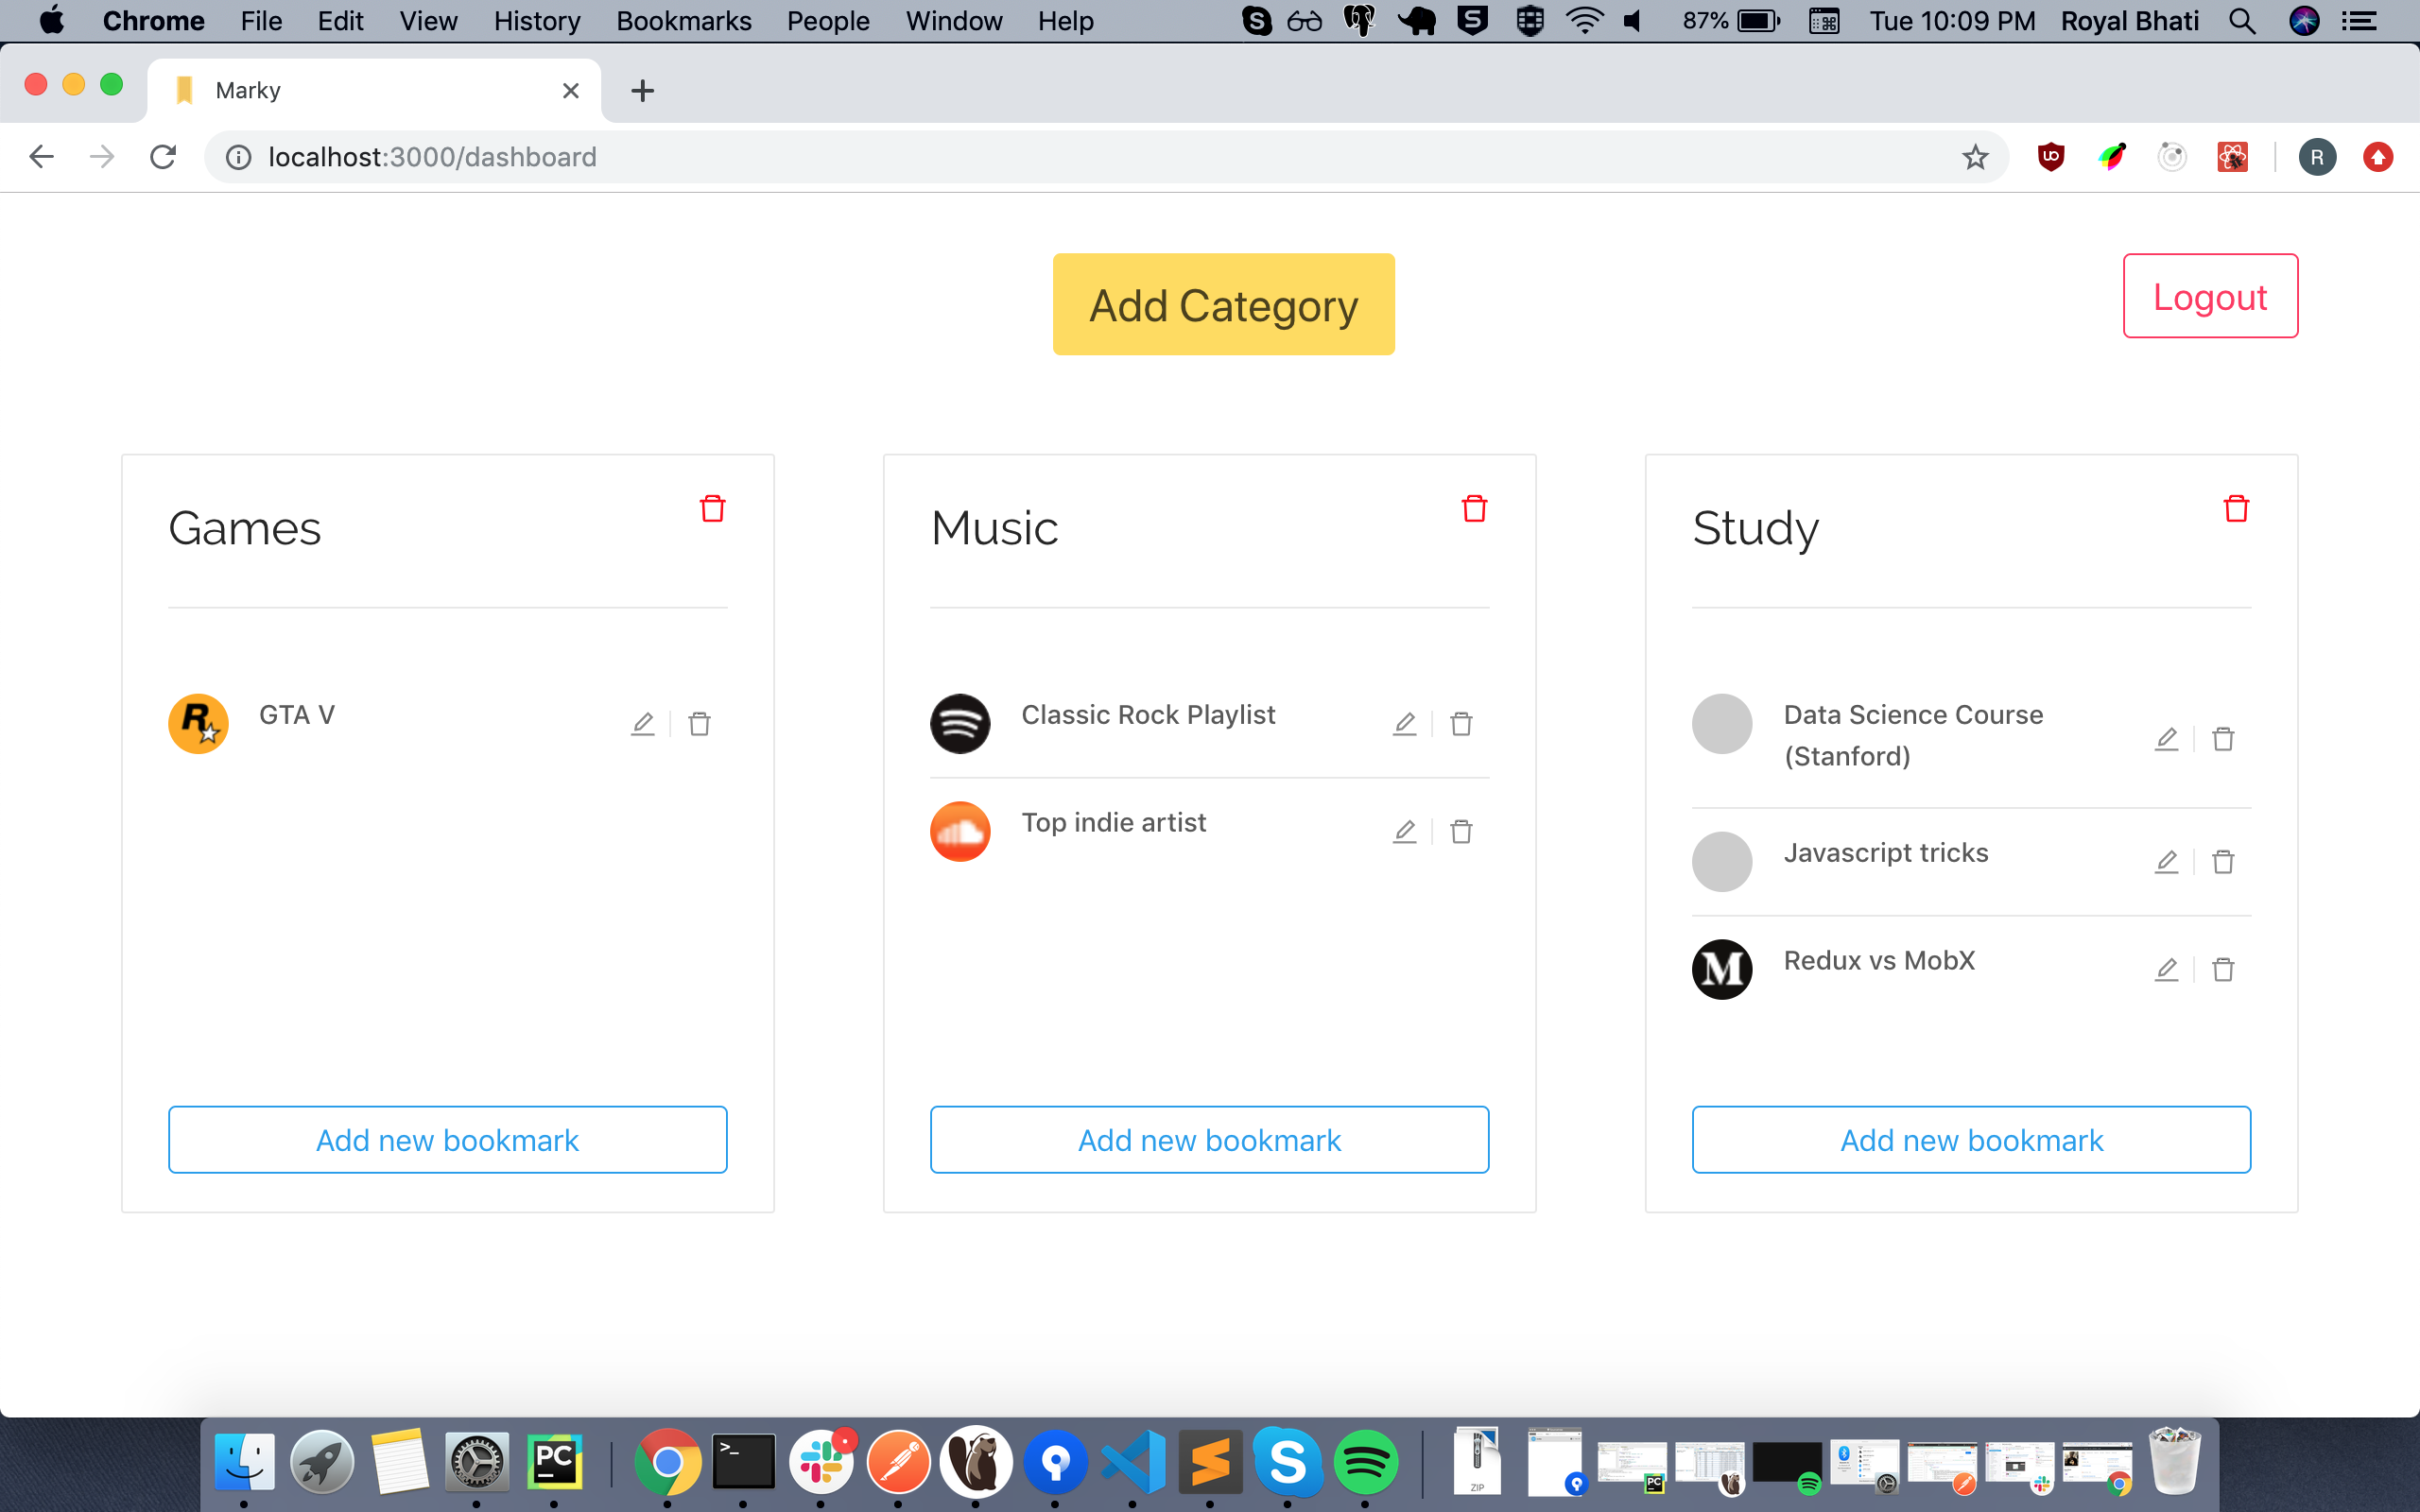 Chrome File Edit View History Bookmarks People Window Help 87% Tue 10:09 PM Royal Bhati
Marky
localhost:3000/dashboard R
Add Category
Logout
Games
Music
Study
GTA V
Classic Rock Playlist
Top indie artist
Data Science Course
(Stanford)
Javascript tricks
Redux vs MobX
Add new bookmark
Add new bookmark
Add new bookmark
PC
ZIP